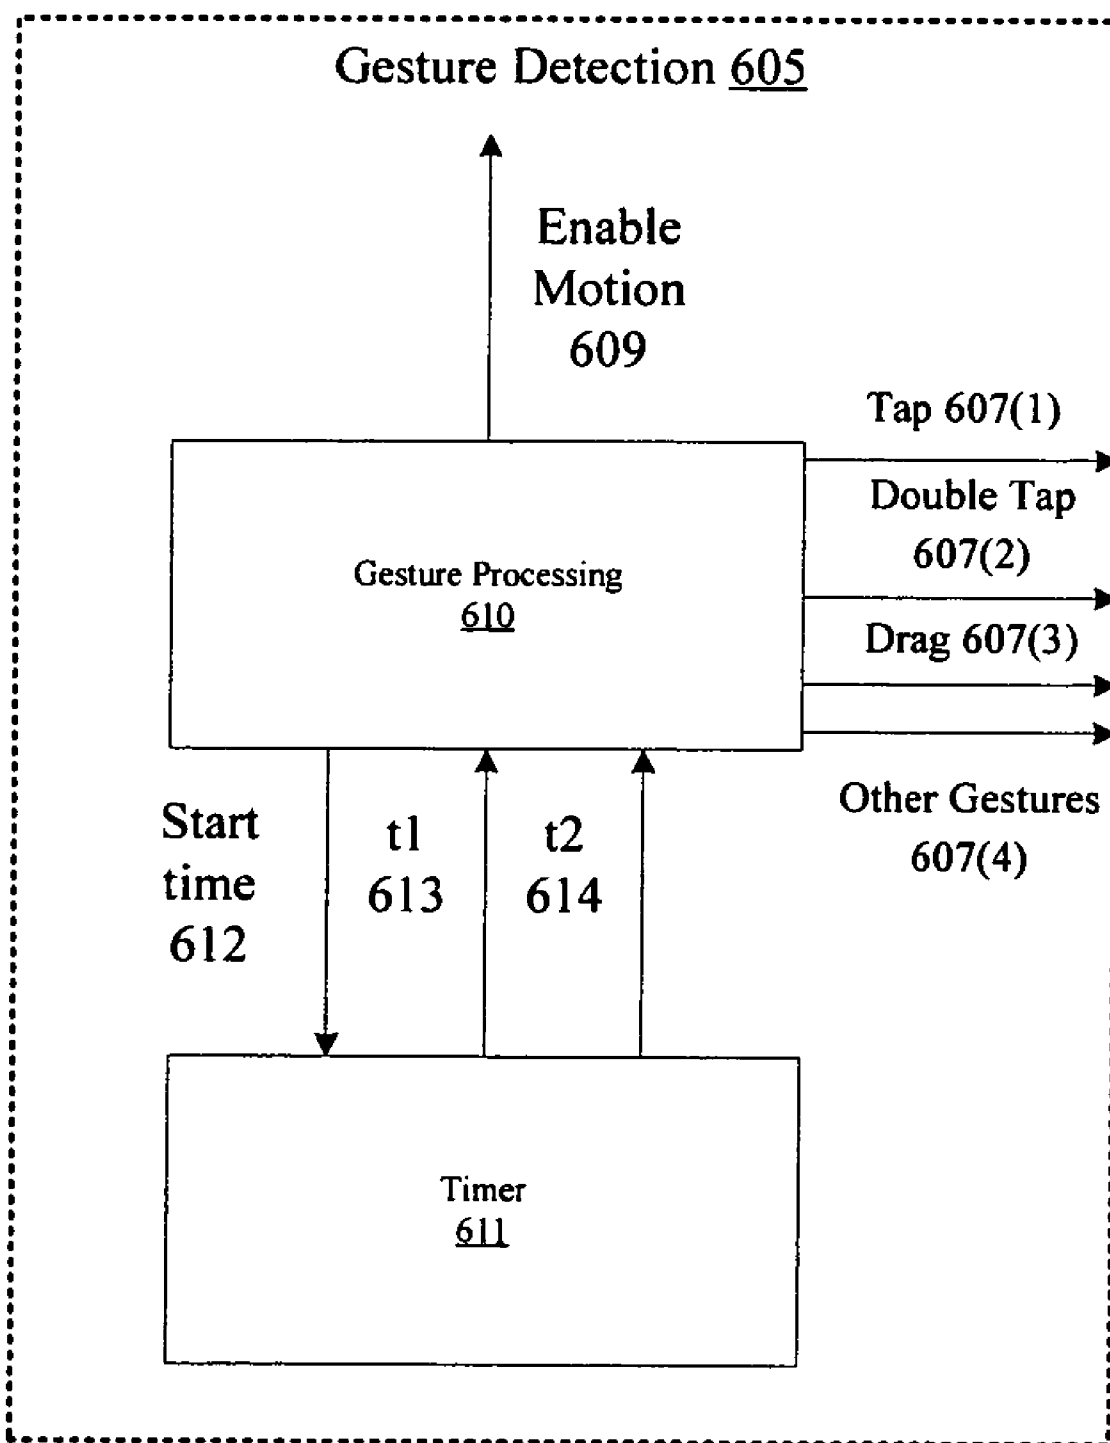 Gesture Detection 605
Enable
Motion
609
Tap 607(1)
Double Tap
607(2)
Drag 607(3)
Gesture Processing
610
Other Gestures
607(4)
Start
time
612
t1
613
t2
614
Timer
611